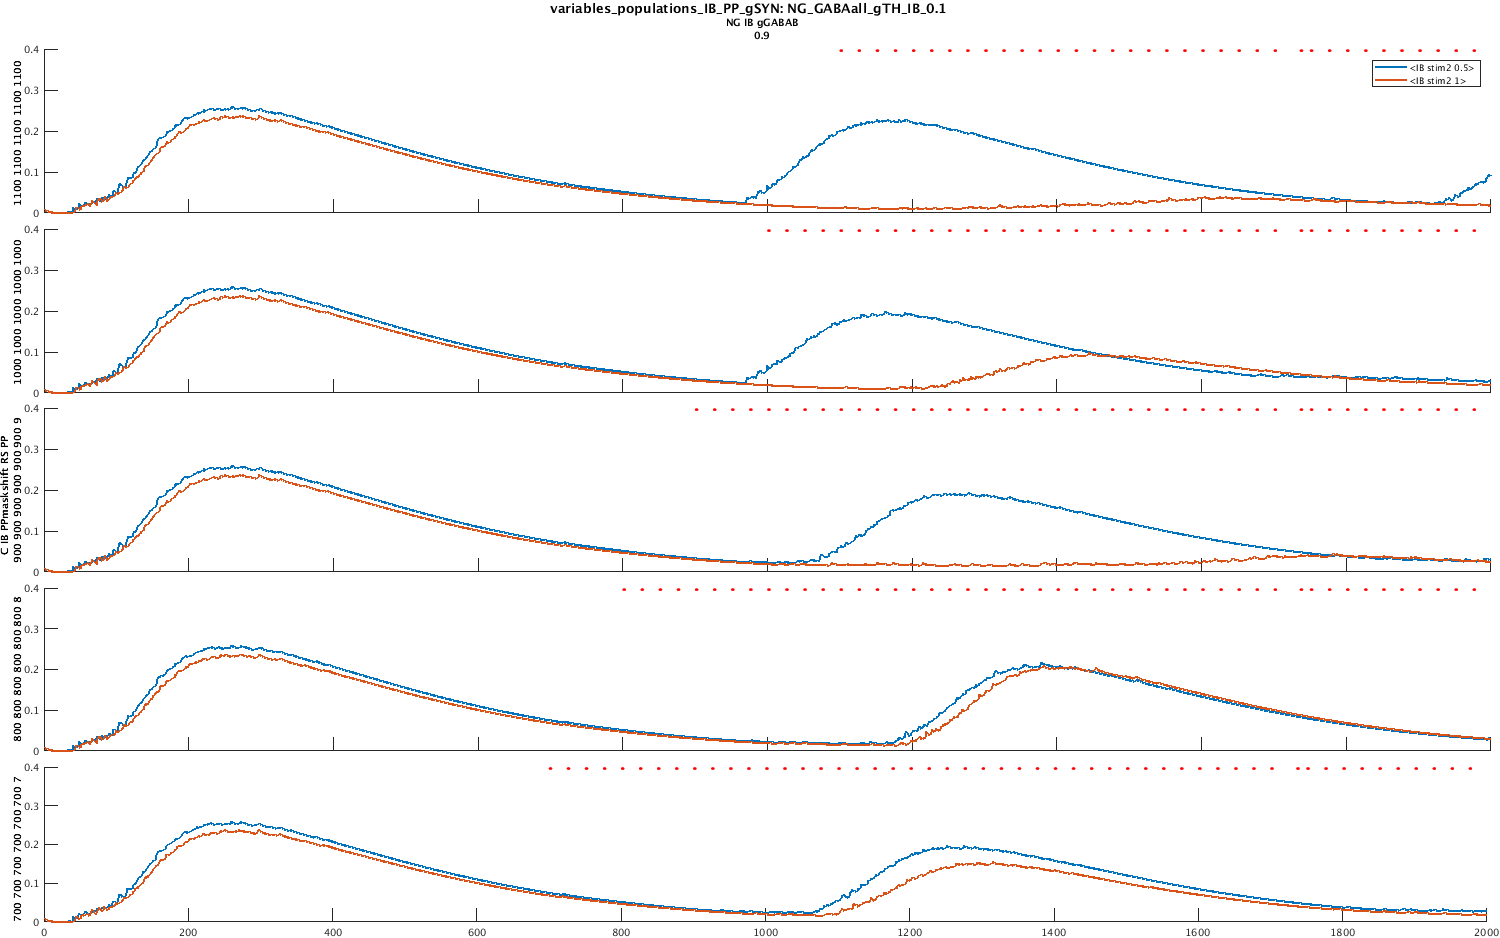 variables_populations_IB_PP_gSYN: NG_GABAall_gTH_IB_0.1
NG IB gGABAB
0.9
1100 1100 1100 1100
0.4
0.3
0.2
0.1
0
<IB stim2 0.5>
<IB stim2 1>
1000 1000 1000 1000
0.4
0.3
0.2
0.1
0
C IB PPmaskshift RS PP
900 900 900 900 900 9
0.4
0.3
0.2
0.1
0
800 800 800 800 800 8
0.4
0.3
0.2
0.1
0
700 700 700 700 700 7
0.4
0.3
0.2
0.1
0
0 200 400 600 800 1000 1200 1400 1600 1800 2000